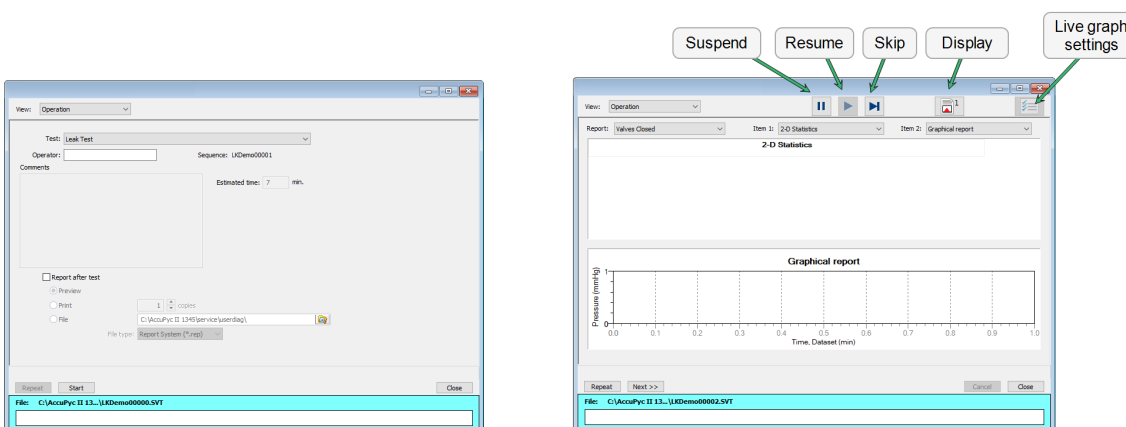 Suspend
Resume
Skip
Display
Live graph
settings
View: Operation
Test: Leak Test
Operator:
Sequence: LKDemo00001
Comments
Estimated time: 7 min.
Report after test
Preview
Print 1 copies
File C:\AccuPyc II 1345\service\userdiag\
File type: Report System (*.rep)
Repeat Start Close
File: C:\AccuPyc II 13...\LKDemo00000.SVT
View: Operation
1
Report: Valves Closed Item 1: 2-D Statistics Item 2: Graphical report
2-D Statistics
Graphical report
Pressure (mmHg)
1
0
0.0 0.1 0.2 0.3 0.4 0.5 0.6 0.7 0.8 0.9 1.0
Time, Dataset (min)
Repeat Next >> Cancel Close
File: C:\AccuPyc II 13...\LKDemo00002.SVT